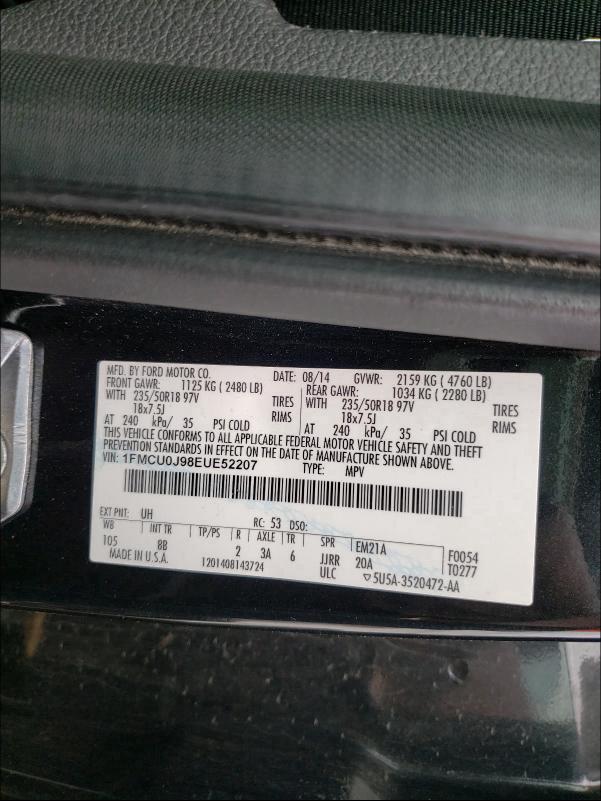 MFD. BY FORD MOTOR CO. DATE: 08/14 GVWR: 2159 KG ( 4760 LB)
FRONT GAWR: 1125 KG ( 2480 LB) REAR GAWR: 1034 KG ( 2280 LB)
WITH 235/50R18 97V TIRES WITH 235/50R18 97V TIRES
18x7.5J RIMS 18x7.5J RIMS
AT 240 kPa/ 35 PSI COLD AT 240 kPa/ 35 PSI COLD
THIS VEHICLE CONFORMS TO ALL APPLICABLE FEDERAL MOTOR VEHICLE SAFETY AND THEFT
PREVENTION STANDARDS IN EFFECT ON THE DATE OF MANUFACTURE SHOWN ABOVE.
VIN: 1FMCU0J98EUE52207 TYPE: MPV
EXT PNT: UH RC: 53 DSO:
WB INT TR TP/PS R AXLE TR SPR EM21A F0054
105 8B 2 3A 6 JJRR 20A T0277
MADE IN U.S.A. 1201408143724 ULC ▽5U5A-3520472-AA